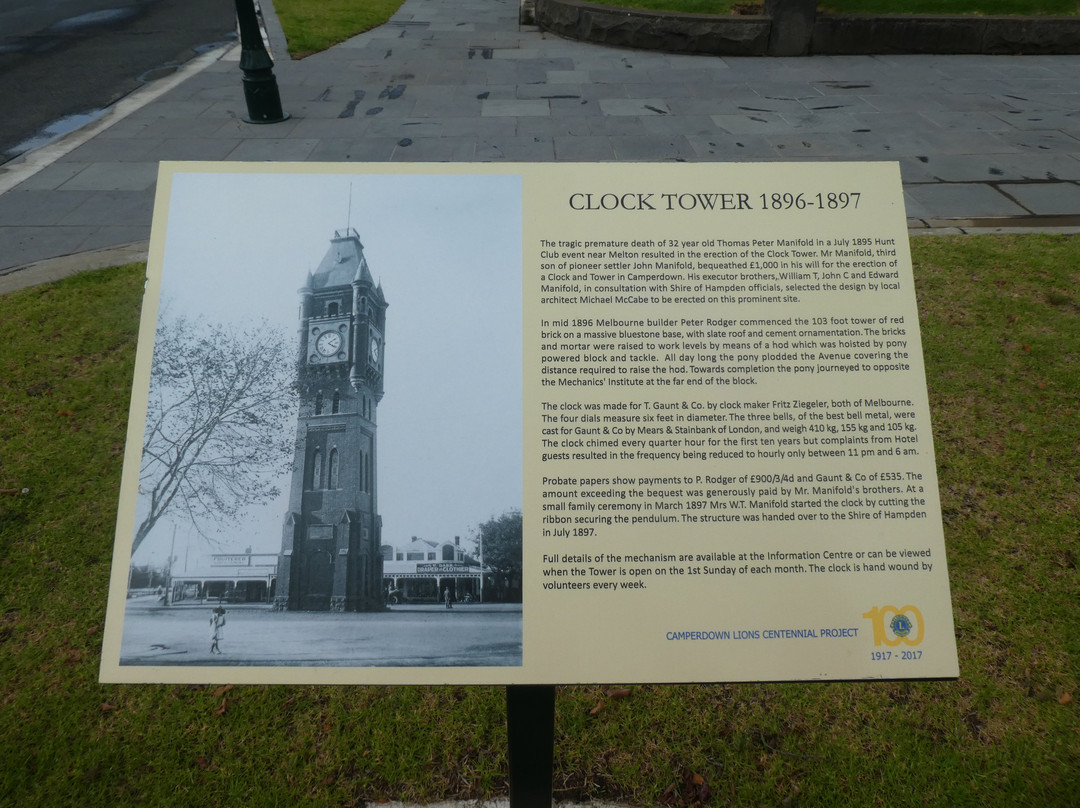 CLOCK TOWER 1896-1897
The tragic premature death of 32 year old Thomas Peter Manifold in a July 1895 Hunt
Club event near Melton resulted in the erection of the Clock Tower. Mr Manifold, third
son of pioneer settler John Manifold, bequeathed £1,000 in his will for the erection of
a Clock and Tower in Camperdown. His executor brothers, William T, John C and Edward
Manifold, in consultation with Shire of Hampden officials, selected the design by local
architect Michael McCabe to be erected on this prominent site.
In mid 1896 Melbourne builder Peter Rodger commenced the 103 foot tower of red
brick on a massive bluestone base, with slate roof and cement ornamentation. The bricks
and mortar were raised to work levels by means of a hod which was hoisted by pony
powered block and tackle. All day long the pony plodded the Avenue covering the
distance required to raise the hod. Towards completion the pony journeyed to opposite
the Mechanics' Institute at the far end of the block.
The clock was made for T. Gaunt & Co. by clock maker Fritz Ziegeler, both of Melbourne.
The four dials measure six feet in diameter. The three bells, of the best bell metal, were
cast for Gaunt & Co by Mears & Stainbank of London, and weigh 410 kg, 155 kg and 105 kg.
The clock chimed every quarter hour for the first ten years but complaints from Hotel
guests resulted in the frequency being reduced to hourly only between 11 pm and 6 am.
Probate papers show payments to P. Rodger of £900/3/4d and Gaunt & Co of £535. The
amount exceeding the bequest was generously paid by Mr. Manifold's brothers. At a
small family ceremony in March 1897 Mrs W.T. Manifold started the clock by cutting the
ribbon securing the pendulum. The structure was handed over to the Shire of Hampden
in July 1897.
Full details of the mechanism are available at the Information Centre or can be viewed
when the Tower is open on the 1st Sunday of each month. The clock is hand wound by
volunteers every week.
CAMPERDOWN LIONS CENTENNIAL PROJECT
100
L
1917 - 2017
DRAPER & CLOTHIER